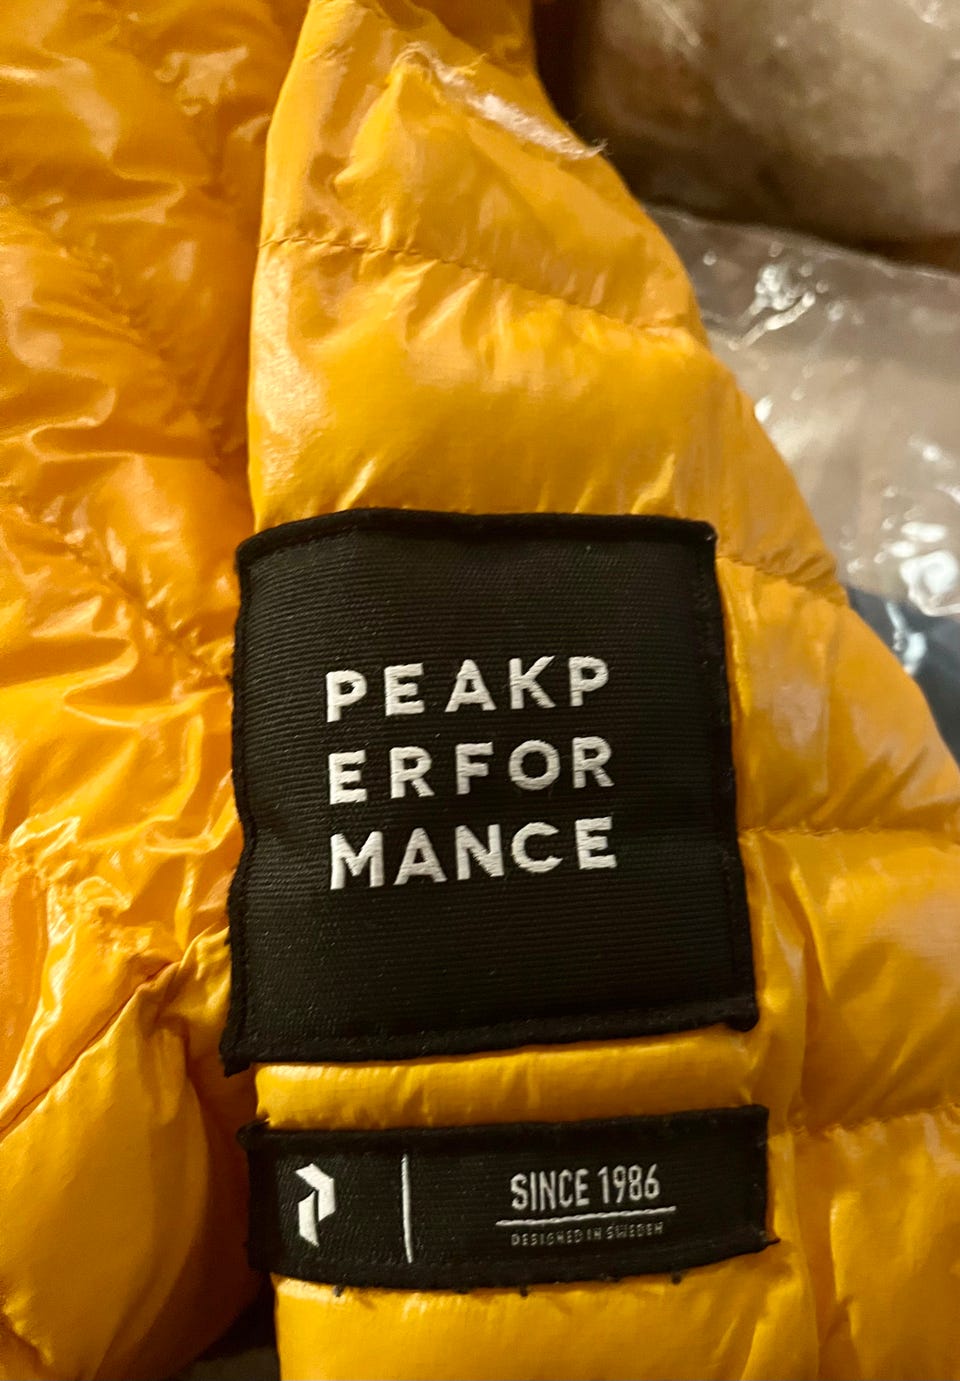 PEAKP
ERFOR
MANCE
SINCE 1986
DESIGNED IN SWEDEN